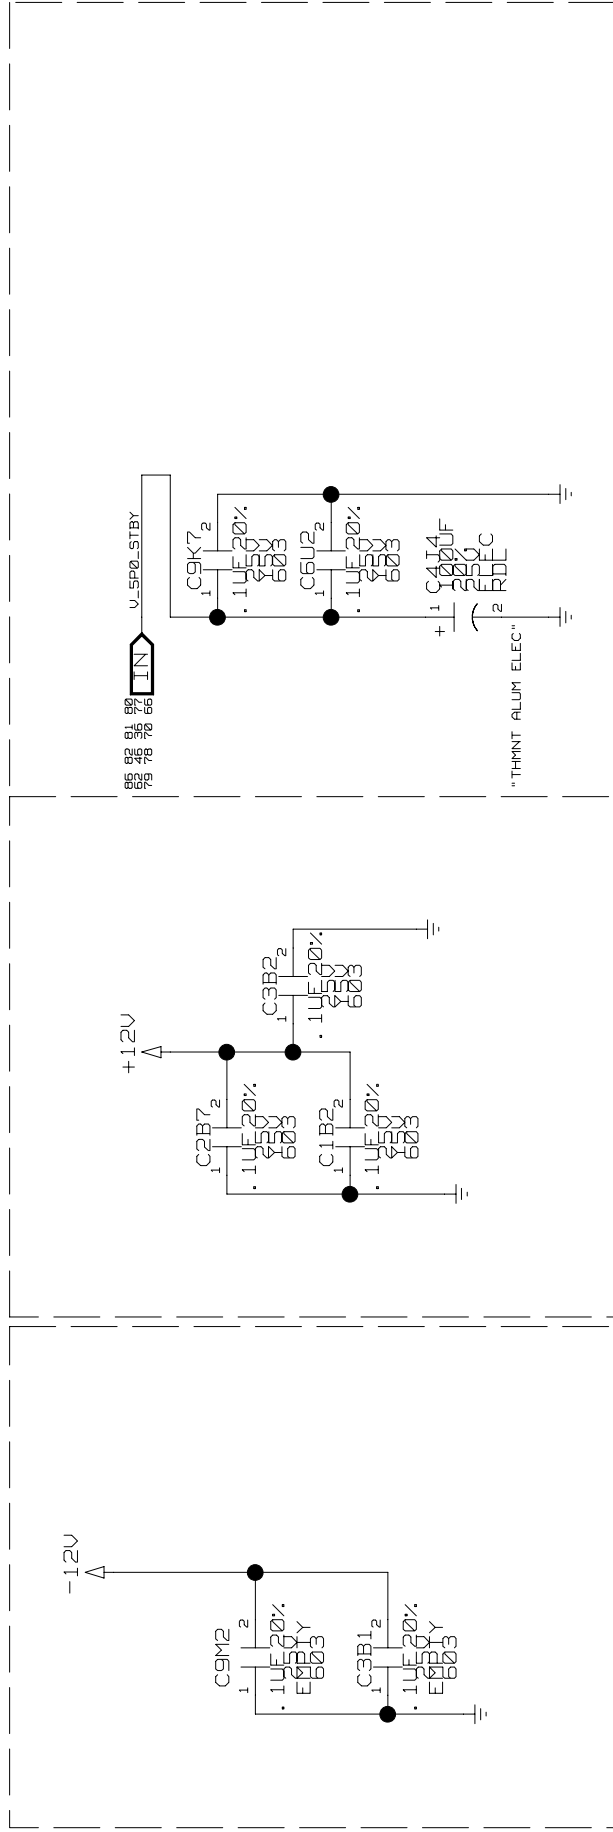 -12V
C9M2
1 2
.1UF 20%
25V
EMPTY
603
C3B1
1 2
.1UF 20%
25V
EMPTY
603
+12V
C2B7
1 2
.1UF 20%
25V
Y5V
603
C3B2
1 2
.1UF 20%
25V
Y5V
603
C1B2
1 2
.1UF 20%
25V
Y5V
603
86 82 81 80
62 46 36 77
79 78 70 66
IN
V_5P0_STBY
C9K7
1 2
.1UF 20%
25V
Y5V
603
C6U2
1 2
.1UF 20%
25V
Y5V
603
+ 1
C4I4
100UF
20%
25V
ELEC
RDL
2
"THMNT ALUM ELEC"